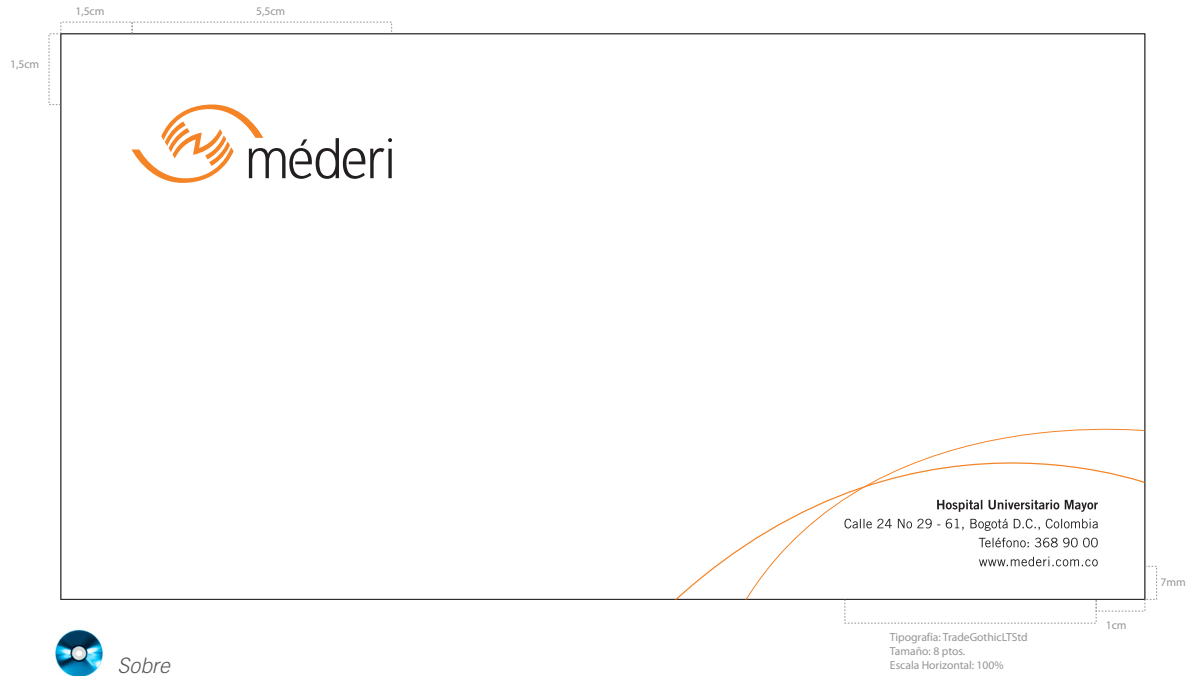 1,5cm
5,5cm
1,5cm
méderi
Hospital Universitario Mayor
Calle 24 No 29 - 61, Bogotá D.C., Colombia
Teléfono: 368 90 00
www.mederi.com.co
7mm
1cm
Tipografía: TradeGothicLTStd
Tamaño: 8 ptos.
Escala Horizontal: 100%
Sobre